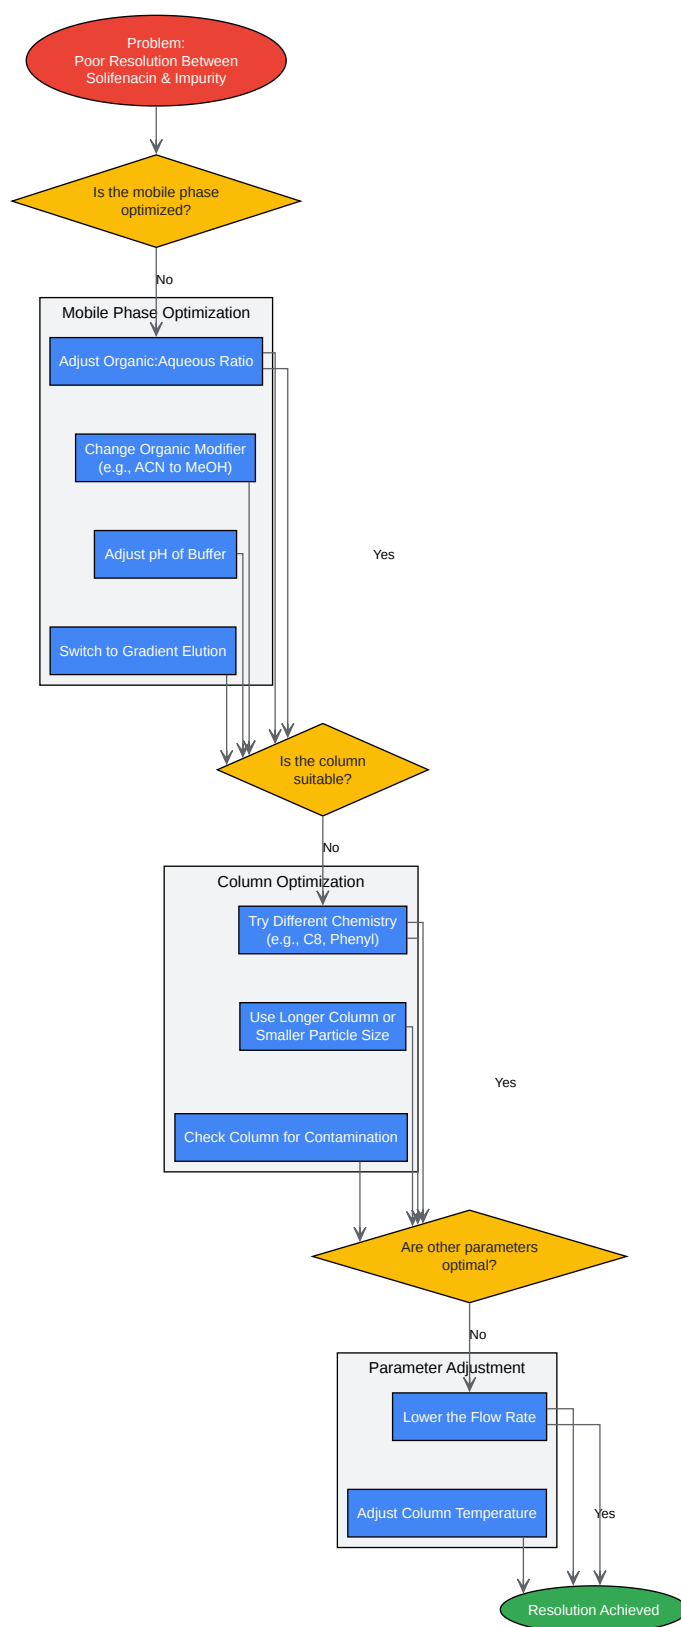 Problem:
Poor Resolution Between
Solifenacin & Impurity
Is the mobile phase
optimized?
No
Mobile Phase Optimization
Adjust Organic:Aqueous Ratio
Change Organic Modifier
(e.g., ACN to MeOH)
Adjust pH of Buffer
Yes
Switch to Gradient Elution
Is the column
suitable?
No
Column Optimization
Try Different Chemistry
(e.g., C8, Phenyl)
Use Longer Column or
Smaller Particle Size
Yes
Check Column for Contamination
Are other parameters
optimal?
No
Parameter Adjustment
Lower the Flow Rate
Adjust Column Temperature
Yes
Resolution Achieved